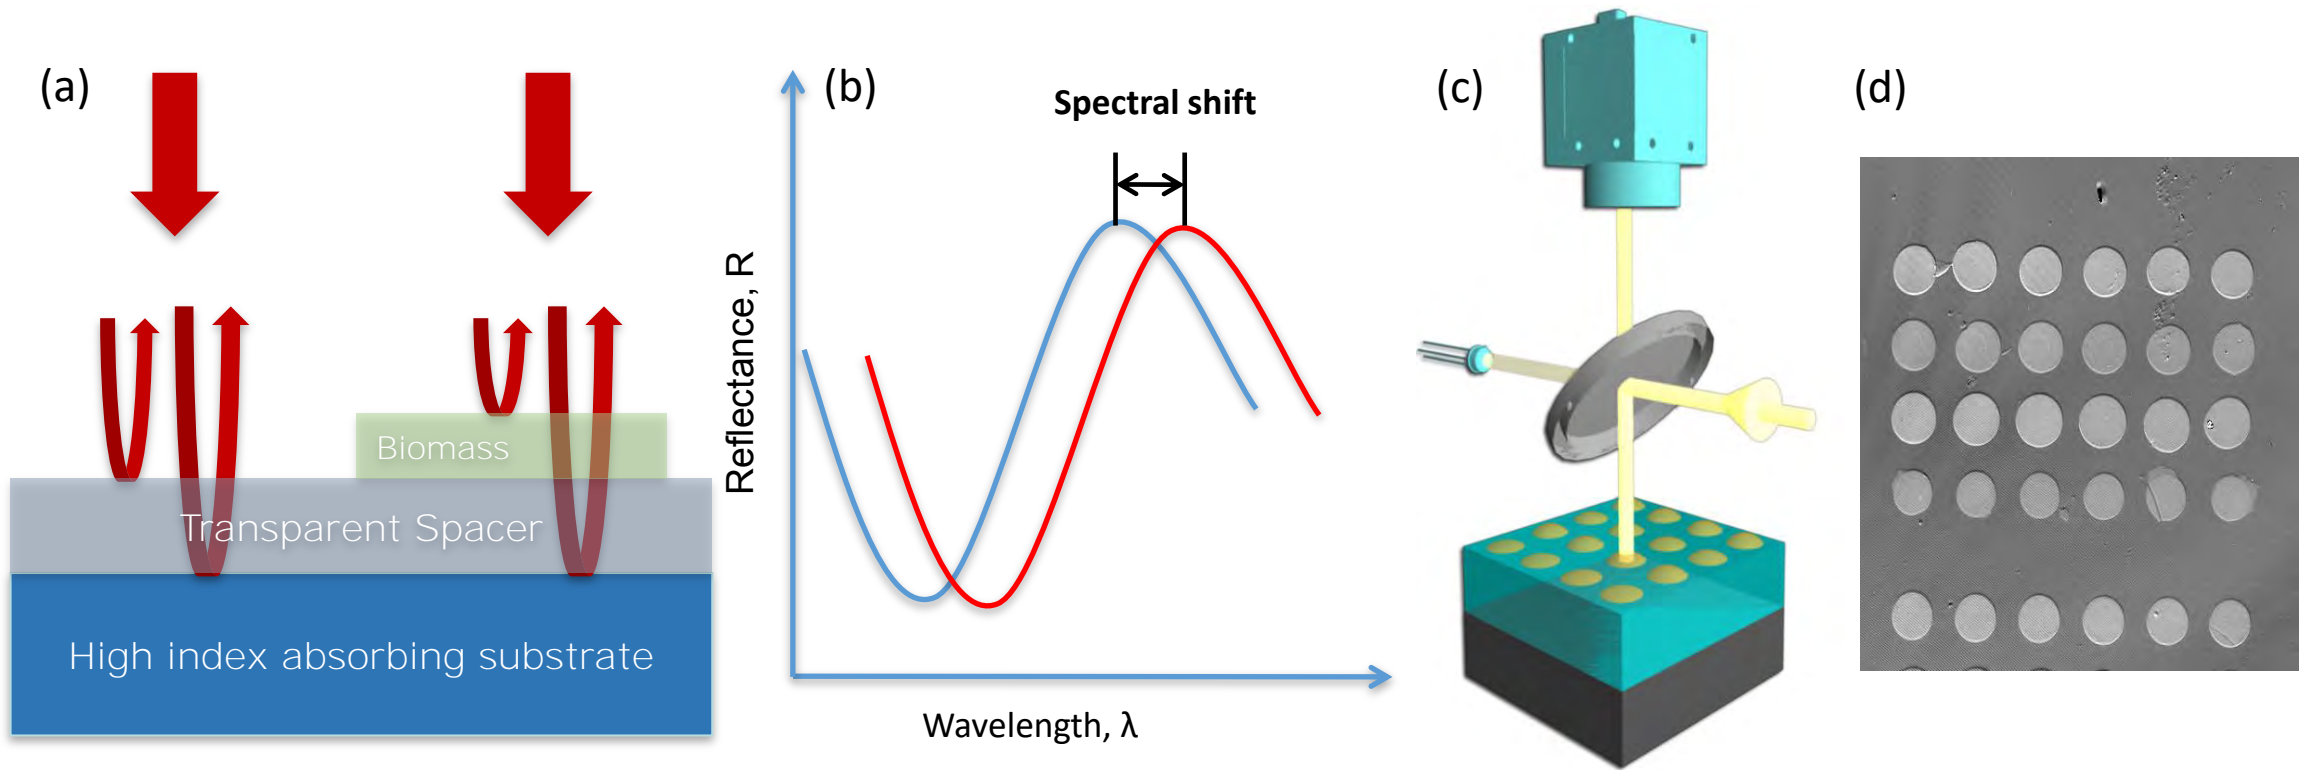 (a)
Biomass
Transparent Spacer
High index absorbing substrate
(b)
Spectral shift
Reflectance, R
Wavelength, λ
(c)
(d)